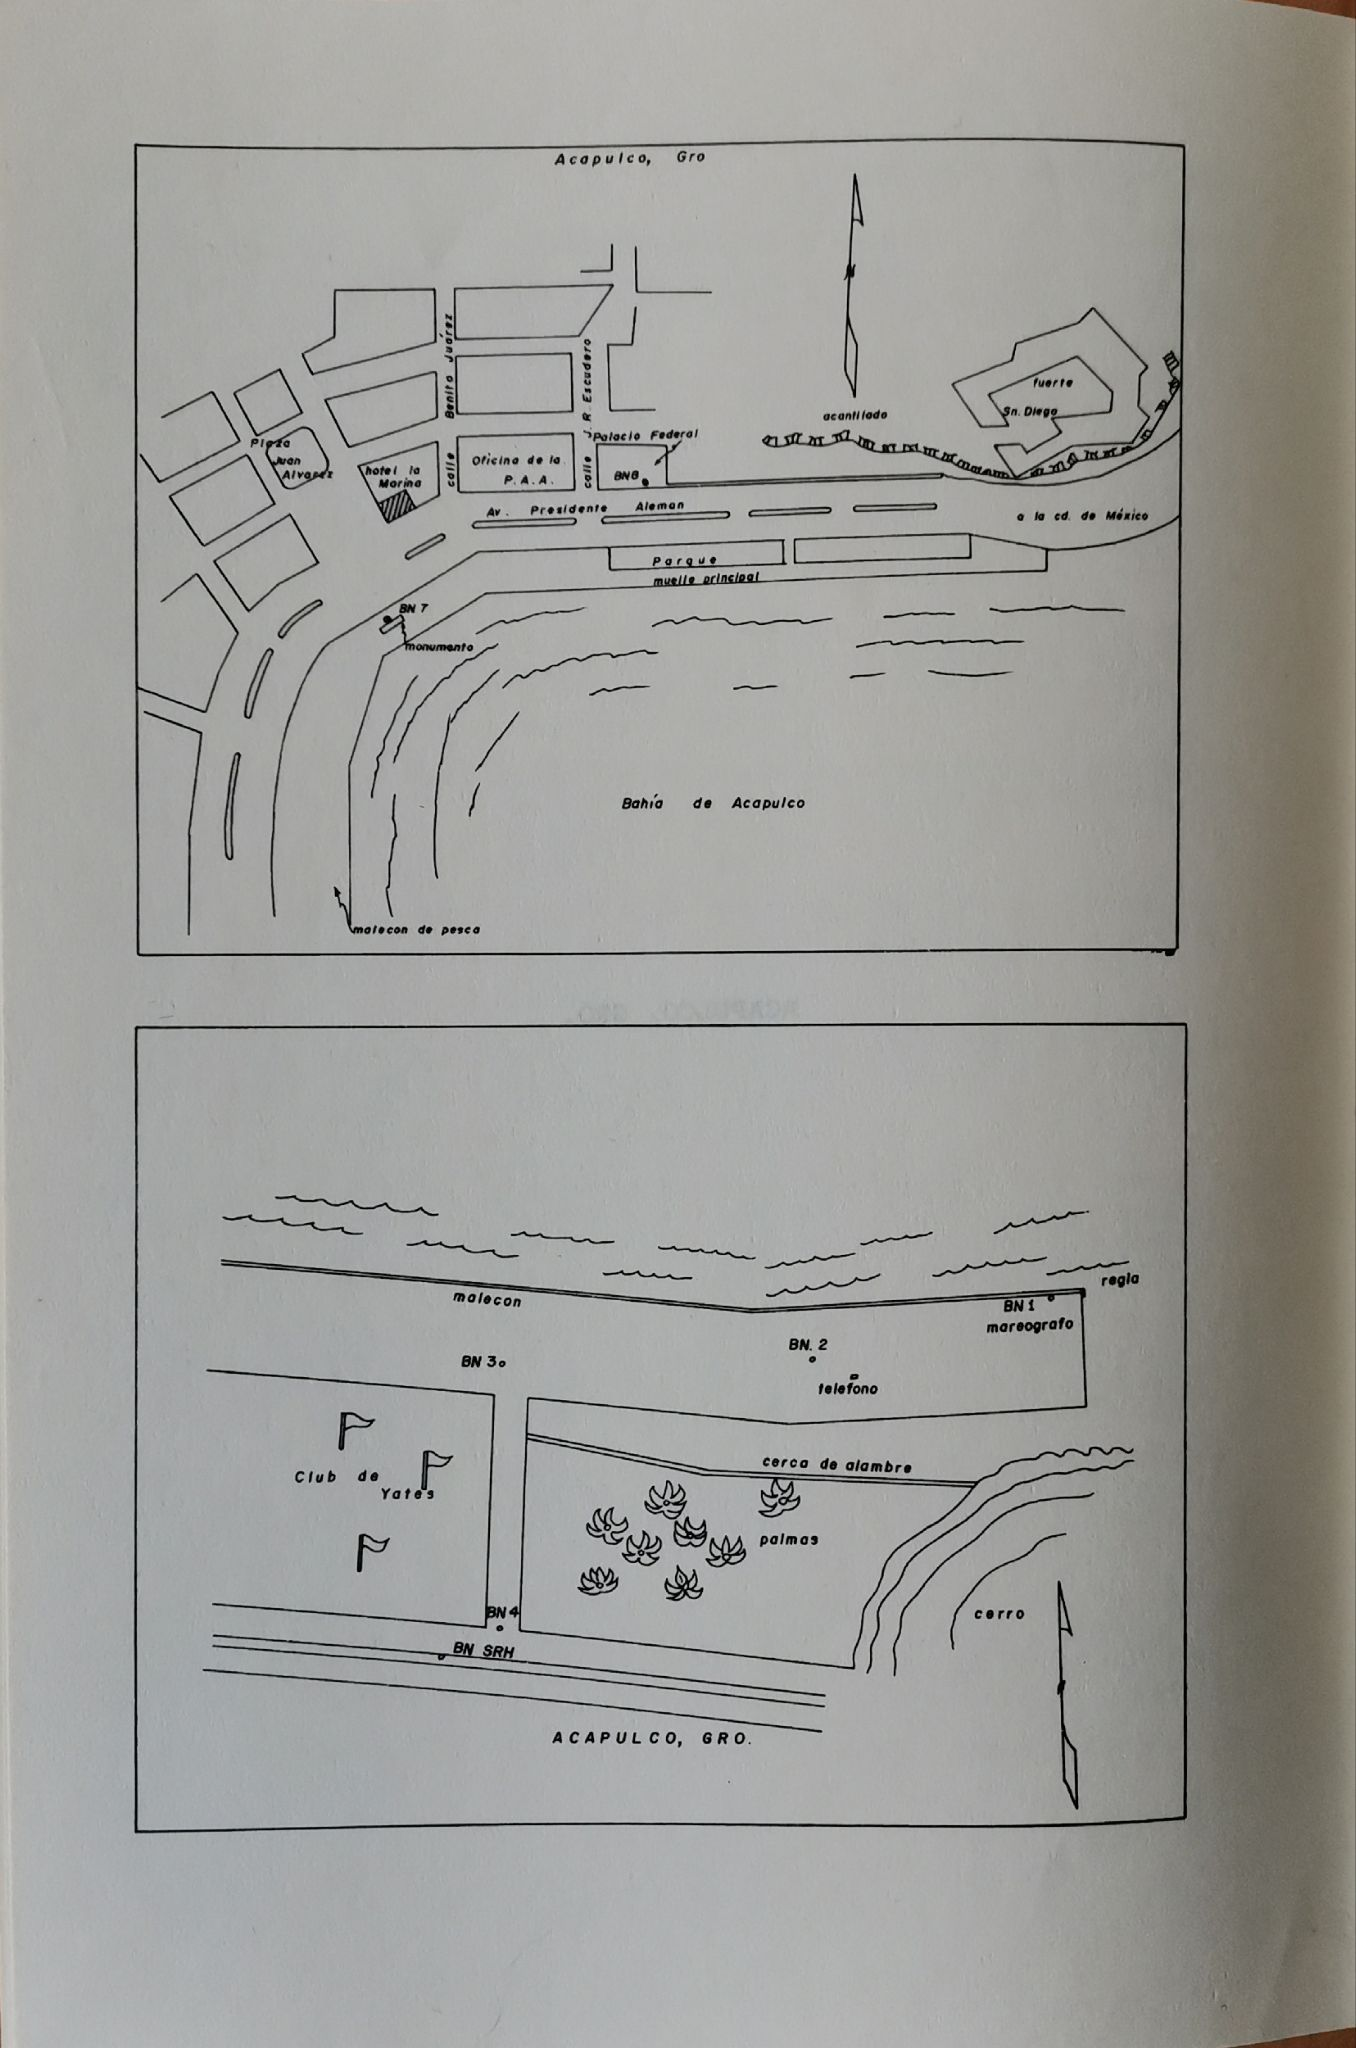 Acapulco, Gro
calle Benito Juárez
calle J.R. Escudero
fuerte
Sn. Diego
acantilado
Palacio Federal
Plaza
Juan
Alvarez
hotel la
Marina
Oficina de la
P.A.A.
BN8
Av. Presidente Aleman
a la cd. de México
Parque
muelle principal
BN 7
monumento
Bahía de Acapulco
malecon de pesca
ACAPULCO, GRO.
regla
malecon
BN 1
mareografo
BN. 2
BN 3
telefono
cerca de alambre
Club de
Yates
palmas
BN 4
cerro
BN SRH
ACAPULCO, GRO.